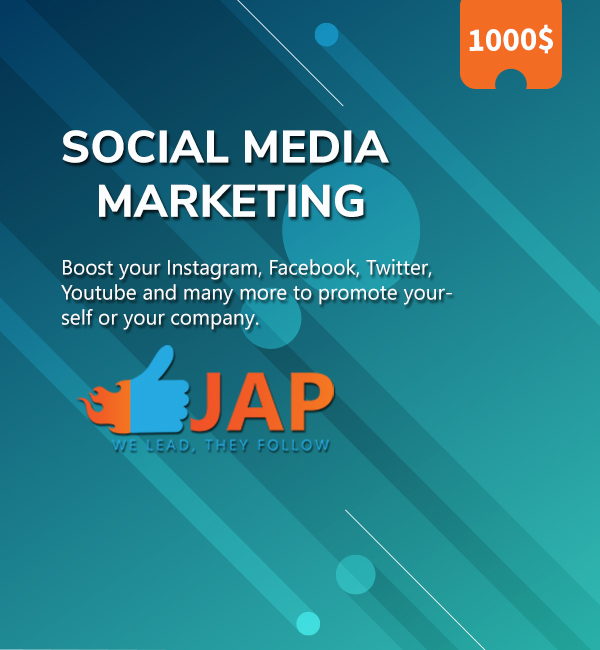 1000$
SOCIAL MEDIA
MARKETING
Boost your Instagram, Facebook, Twitter,
Youtube and many more to promote your-
self or your company.
JAP
WE LEAD, THEY FOLLOW